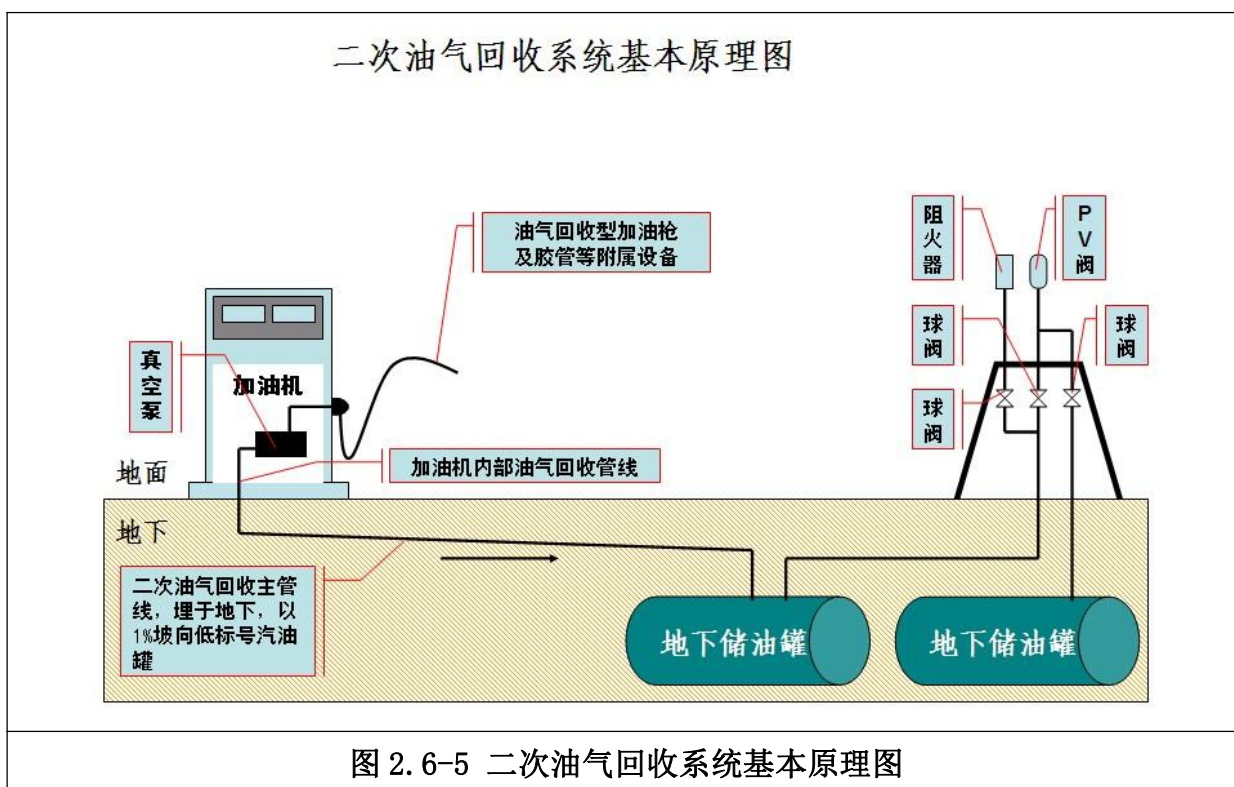 二次油气回收系统基本原理图
油气回收型加油枪
及胶管等附属设备
阻
火
器
P
V
阀
球
阀
球
阀
真
空
泵
加油机
球
阀
加油机内部油气回收管线
地面
地下
二次油气回收主管
线，埋于地下，以
1%坡向低标号汽油
罐
地下储油罐
地下储油罐
图 2.6-5 二次油气回收系统基本原理图